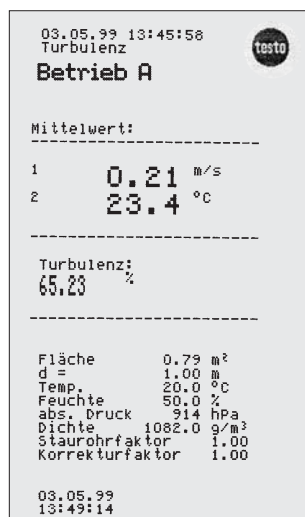 03.05.99 13:45:58
testo
Turbulenz
Betrieb A
Mittelwert:
1 0.21 m/s
2 23.4 °C
Turbulenz:
65.23 %
Fläche 0.79 m²
d = 1.00 m
Temp. 20.0 °C
Feuchte 50.0 %
abs. Druck 914 hPa
Dichte 1082.0 g/m³
Staurohrfaktor 1.00
Korrekturfaktor 1.00
03.05.99
13:49:14